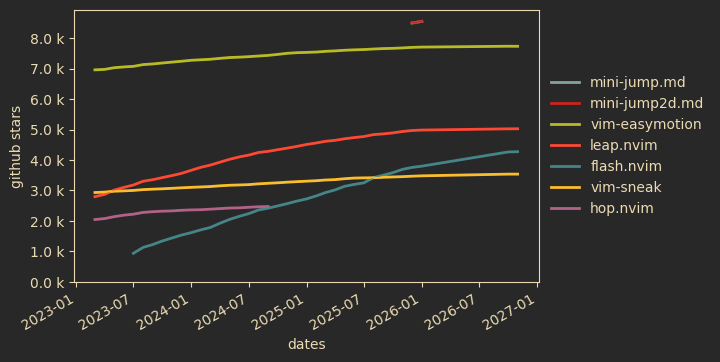 8.0 k
7.0 k
6.0 k
5.0 k
4.0 k
3.0 k
2.0 k
1.0 k
0.0 k
github stars
2023-01
2023-07
2024-01
2024-07
2025-01
2025-07
2026-01
2026-07
2027-01
dates
mini-jump.md
mini-jump2d.md
vim-easymotion
leap.nvim
flash.nvim
vim-sneak
hop.nvim